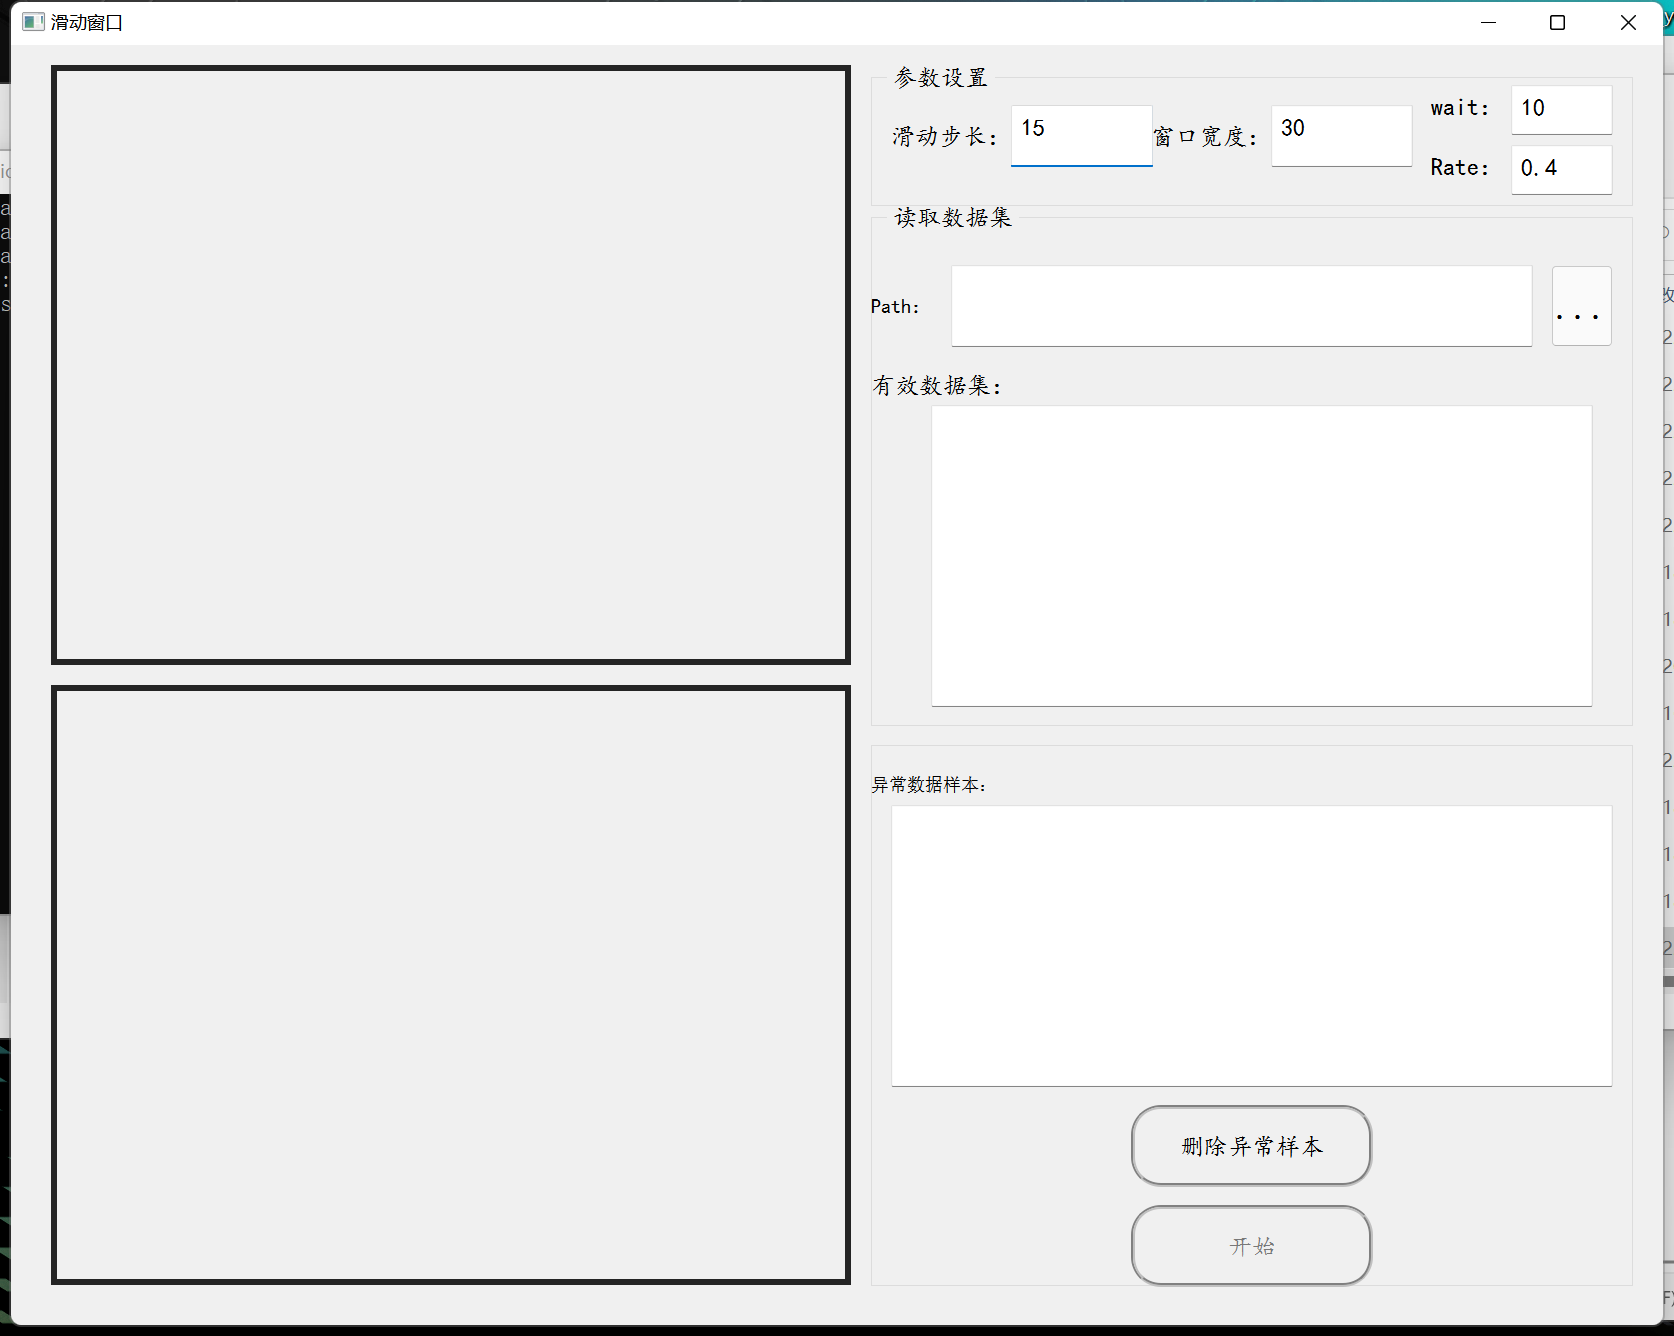 滑动窗口
参数设置
滑动步长: 15 窗口宽度: 30 wait: 10
Rate: 0.4
读取数据集
Path: ...
有效数据集:
异常数据样本:
删除异常样本
开始